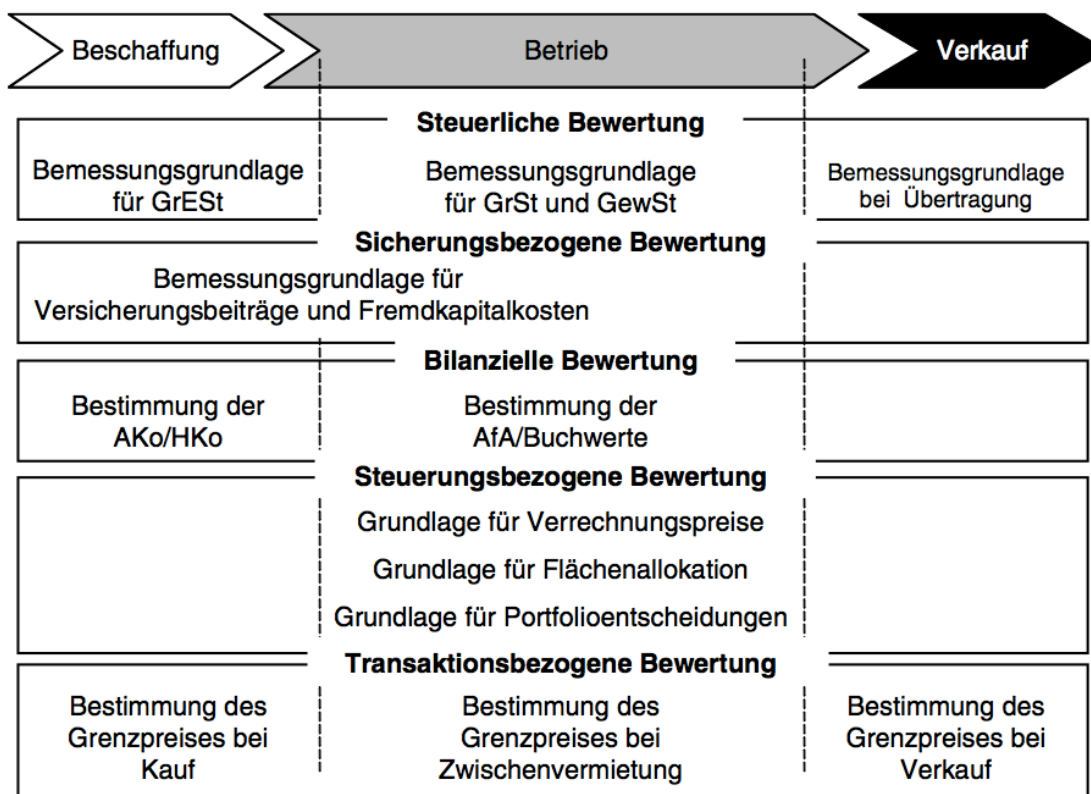 Beschaffung
Betrieb
Verkauf
Steuerliche Bewertung
Bemessungsgrundlage
für GrESt
Bemessungsgrundlage
für GrSt und GewSt
Bemessungsgrundlage
bei Übertragung
Sicherungsbezogene Bewertung
Bemessungsgrundlage für
Versicherungsbeiträge und Fremdkapitalkosten
Bilanzielle Bewertung
Bestimmung der
AKo/HKo
Bestimmung der
AfA/Buchwerte
Steuerungsbezogene Bewertung
Grundlage für Verrechnungspreise
Grundlage für Flächenallokation
Grundlage für Portfolioentscheidungen
Transaktionsbezogene Bewertung
Bestimmung des
Grenzpreises bei
Kauf
Bestimmung des
Grenzpreises bei
Zwischenvermietung
Bestimmung des
Grenzpreises bei
Verkauf